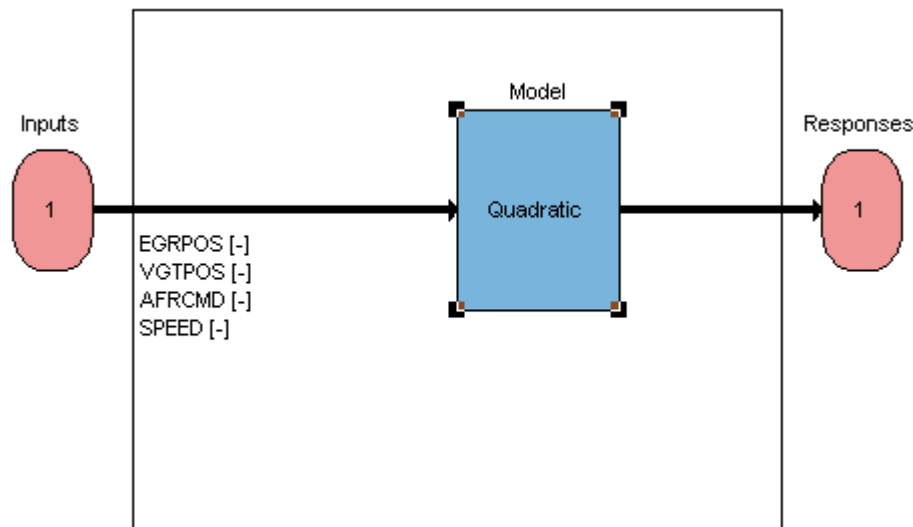 Model
Inputs
Responses
1
Quadratic
1
EGRPOS [-]
VGTPOS [-]
AFRCMD [-]
SPEED [-]